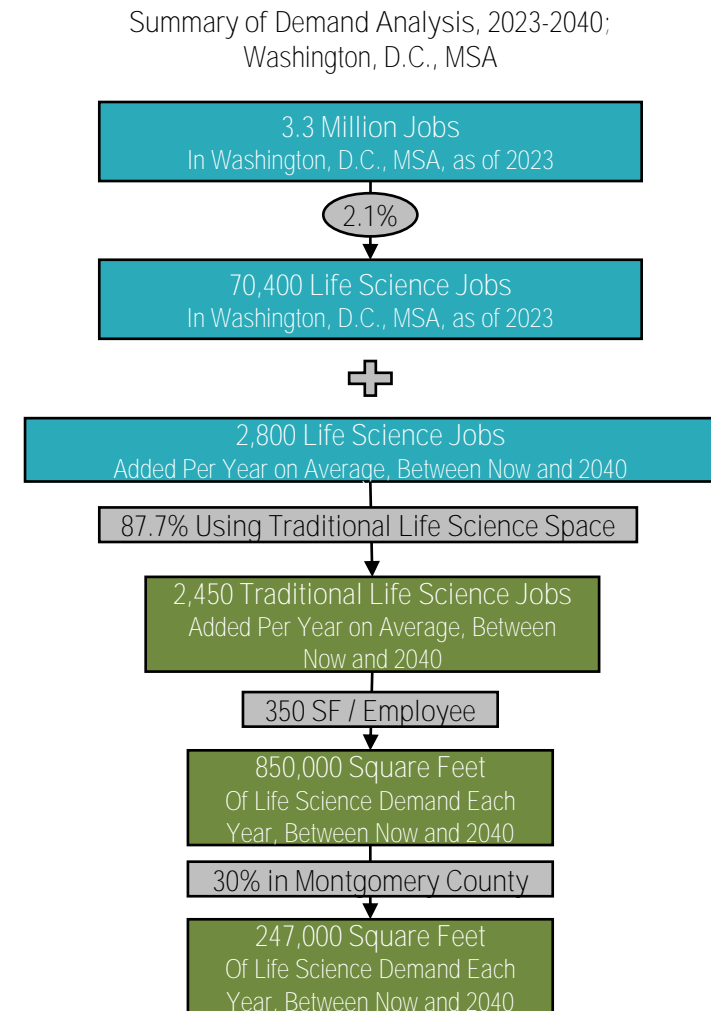 Summary of Demand Analysis, 2023-2040;
Washington, D.C., MSA
3.3 Million Jobs
In Washington, D.C., MSA, as of 2023
2.1%
70,400 Life Science Jobs
In Washington, D.C., MSA, as of 2023
2,800 Life Science Jobs
Added Per Year on Average, Between Now and 2040
87.7% Using Traditional Life Science Space
2,450 Traditional Life Science Jobs
Added Per Year on Average, Between
Now and 2040
350 SF / Employee
850,000 Square Feet
Of Life Science Demand Each
Year, Between Now and 2040
30% in Montgomery County
247,000 Square Feet
Of Life Science Demand Each
Year, Between Now and 2040